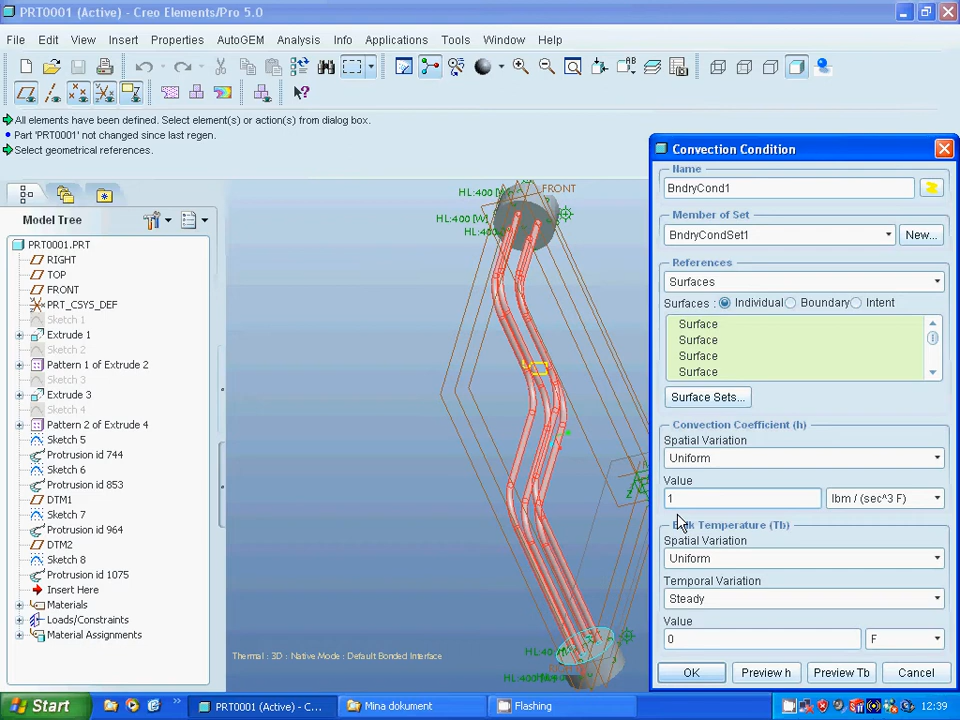 PRT0001 (Active) - Creo Elements/Pro 5.0
File Edit View Insert Properties AutoGEM Analysis Info Applications Tools Window Help
All elements have been defined. Select element(s) or action(s) from dialog box.
Part 'PRT0001' not changed since last regen.
Select geometrical references.
Model Tree
PRT0001.PRT
RIGHT
TOP
FRONT
PRT_CSYS_DEF
Sketch 1
Extrude 1
Sketch 2
Pattern 1 of Extrude 2
Sketch 3
Extrude 3
Sketch 4
Pattern 2 of Extrude 4
Sketch 5
Protrusion id 744
Sketch 6
Protrusion id 853
DTM1
Sketch 7
Protrusion id 964
DTM2
Sketch 8
Protrusion id 1075
Insert Here
Materials
Loads/Constraints
Material Assignments
HL:400
FRONT
HL:400 [W]
HL:40
Z
Thermal : 3D : Native Mode : Default Bonded Interface
Convection Condition
Name
BndryCond1
Member of Set
BndryCondSet1 New...
References
Surfaces
Surfaces : Individual Boundary Intent
Surface
Surface
Surface
Surface
Surface Sets...
Convection Coefficient (h)
Spatial Variation
Uniform
Value
1 lbm / (sec^3 F)
Temperature (Tb)
Spatial Variation
Uniform
Temporal Variation
Steady
Value
0 F
OK Preview h Preview Tb Cancel
Start PRT0001 (Active) - C... Mina dokument Flashing 12:39